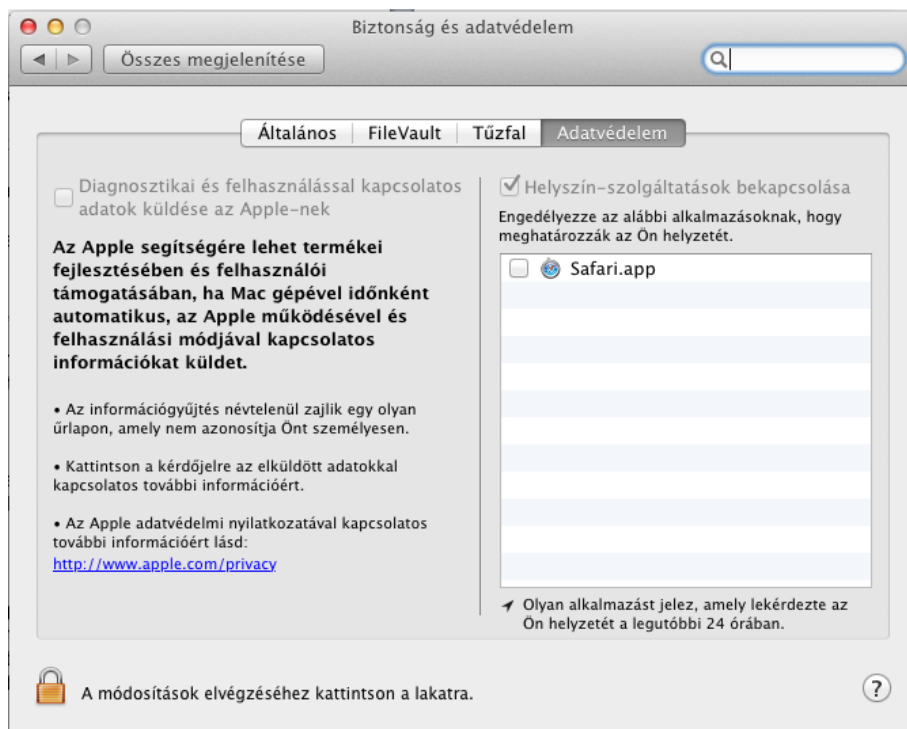 Biztonság és adatvédelem
Összes megjelenítése
Általános
FileVault
Tűzfal
Adatvédelem
Diagnosztikai és felhasználással kapcsolatos
adatok küldése az Apple-nek
Az Apple segítségére lehet termékei
fejlesztésében és felhasználói
támogatásában, ha Mac gépével időnként
automatikus, az Apple működésével és
felhasználási módjával kapcsolatos
információkat küldet.
• Az információgyűjtés névtelenül zajlik egy olyan
űrlapon, amely nem azonosítja Önt személyesen.
• Kattintson a kérdőjelre az elküldött adatokkal
kapcsolatos további információért.
• Az Apple adatvédelmi nyilatkozatával kapcsolatos
további információért lásd:
http://www.apple.com/privacy
Helyszín-szolgáltatások bekapcsolása
Engedélyezze az alábbi alkalmazásoknak, hogy
meghatározzák az Ön helyzetét.
Safari.app
Olyan alkalmazást jelez, amely lekérdezte az
Ön helyzetét a legutóbbi 24 órában.
A módosítások elvégzéséhez kattintson a lakatra.
?